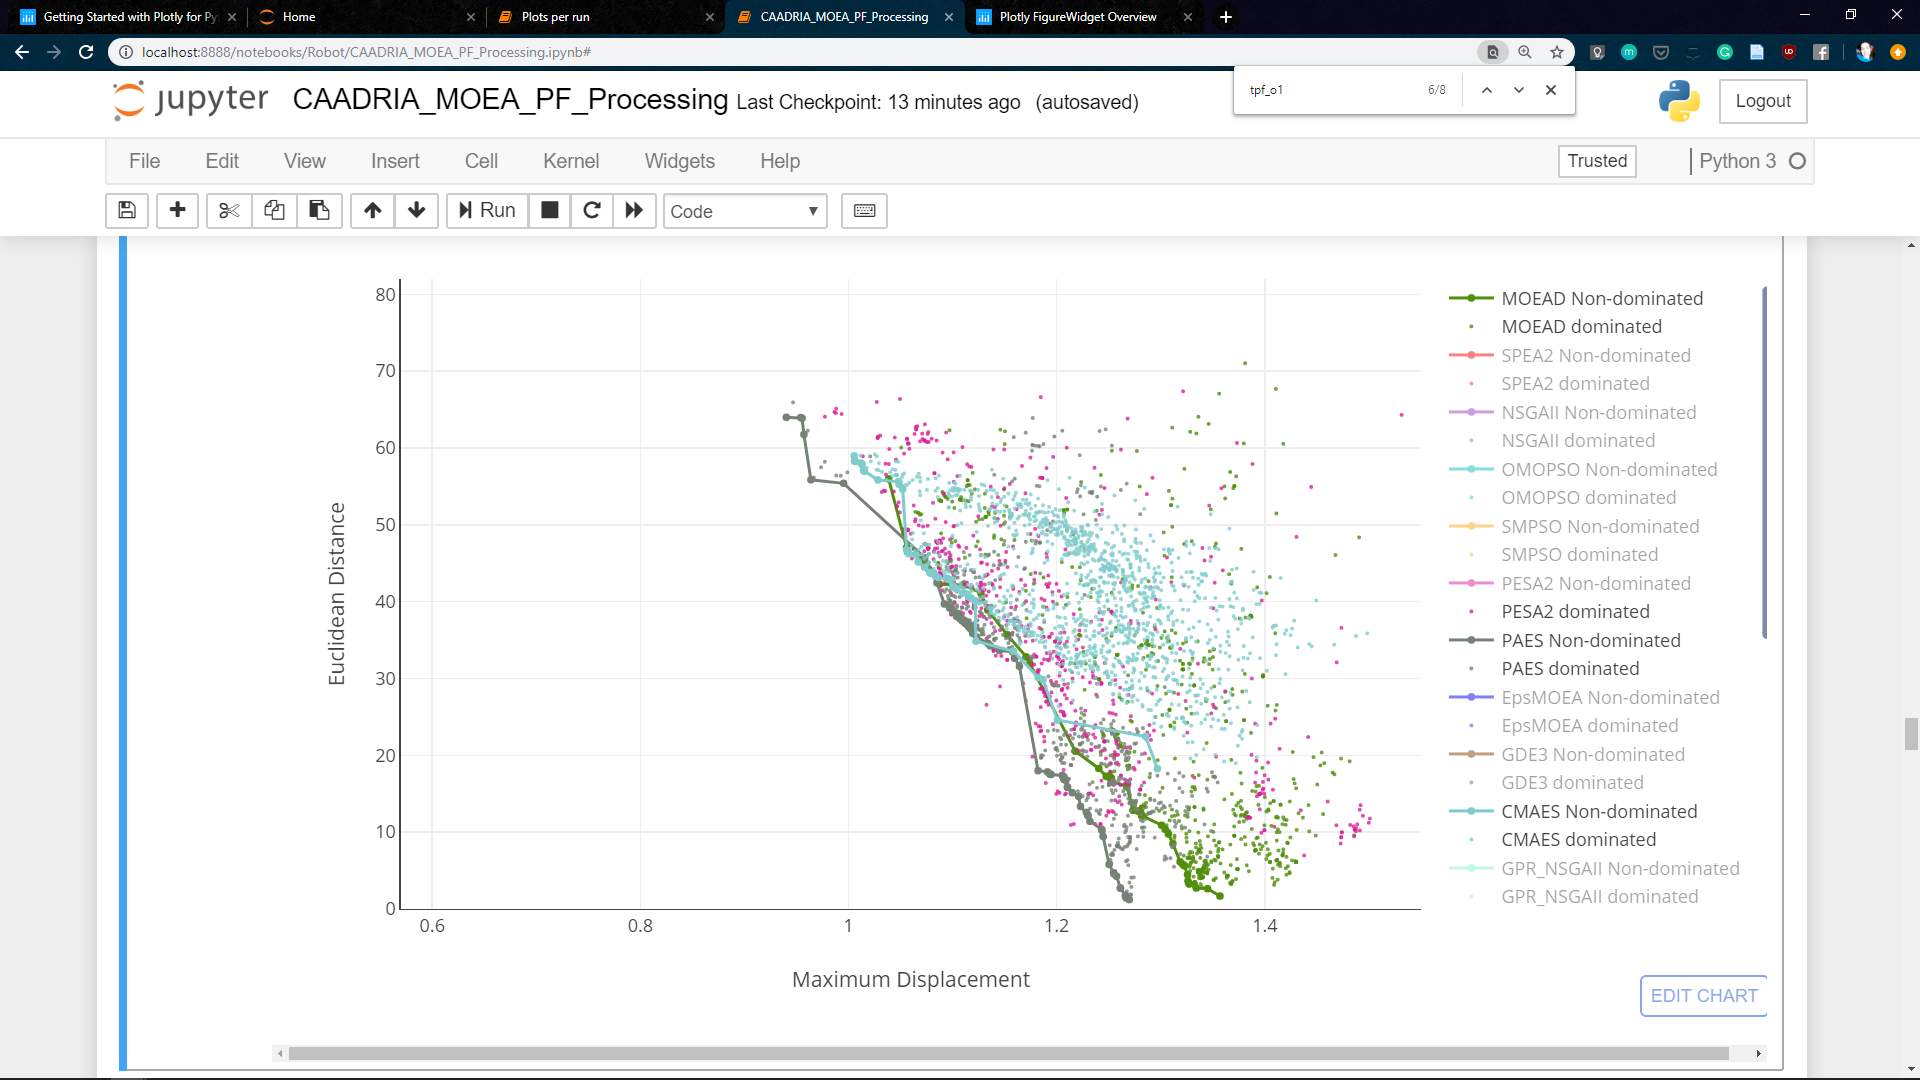 Getting Started with Plotly for Py
Home
Plots per run
CAADRIA_MOEA_PF_Processing
Plotly FigureWidget Overview
localhost:8888/notebooks/Robot/CAADRIA_MOEA_PF_Processing.ipynb#
tpf_o1 6/8
jupyter CAADRIA_MOEA_PF_Processing Last Checkpoint: 13 minutes ago (autosaved)
Logout
File Edit View Insert Cell Kernel Widgets Help
Trusted
Python 3
Run
Code
80
70
60
50
40
30
20
10
0
Euclidean Distance
0.6 0.8 1 1.2 1.4
Maximum Displacement
MOEAD Non-dominated
MOEAD dominated
SPEA2 Non-dominated
SPEA2 dominated
NSGAII Non-dominated
NSGAII dominated
OMOPSO Non-dominated
OMOPSO dominated
SMPSO Non-dominated
SMPSO dominated
PESA2 Non-dominated
PESA2 dominated
PAES Non-dominated
PAES dominated
EpsMOEA Non-dominated
EpsMOEA dominated
GDE3 Non-dominated
GDE3 dominated
CMAES Non-dominated
CMAES dominated
GPR_NSGAII Non-dominated
GPR_NSGAII dominated
EDIT CHART